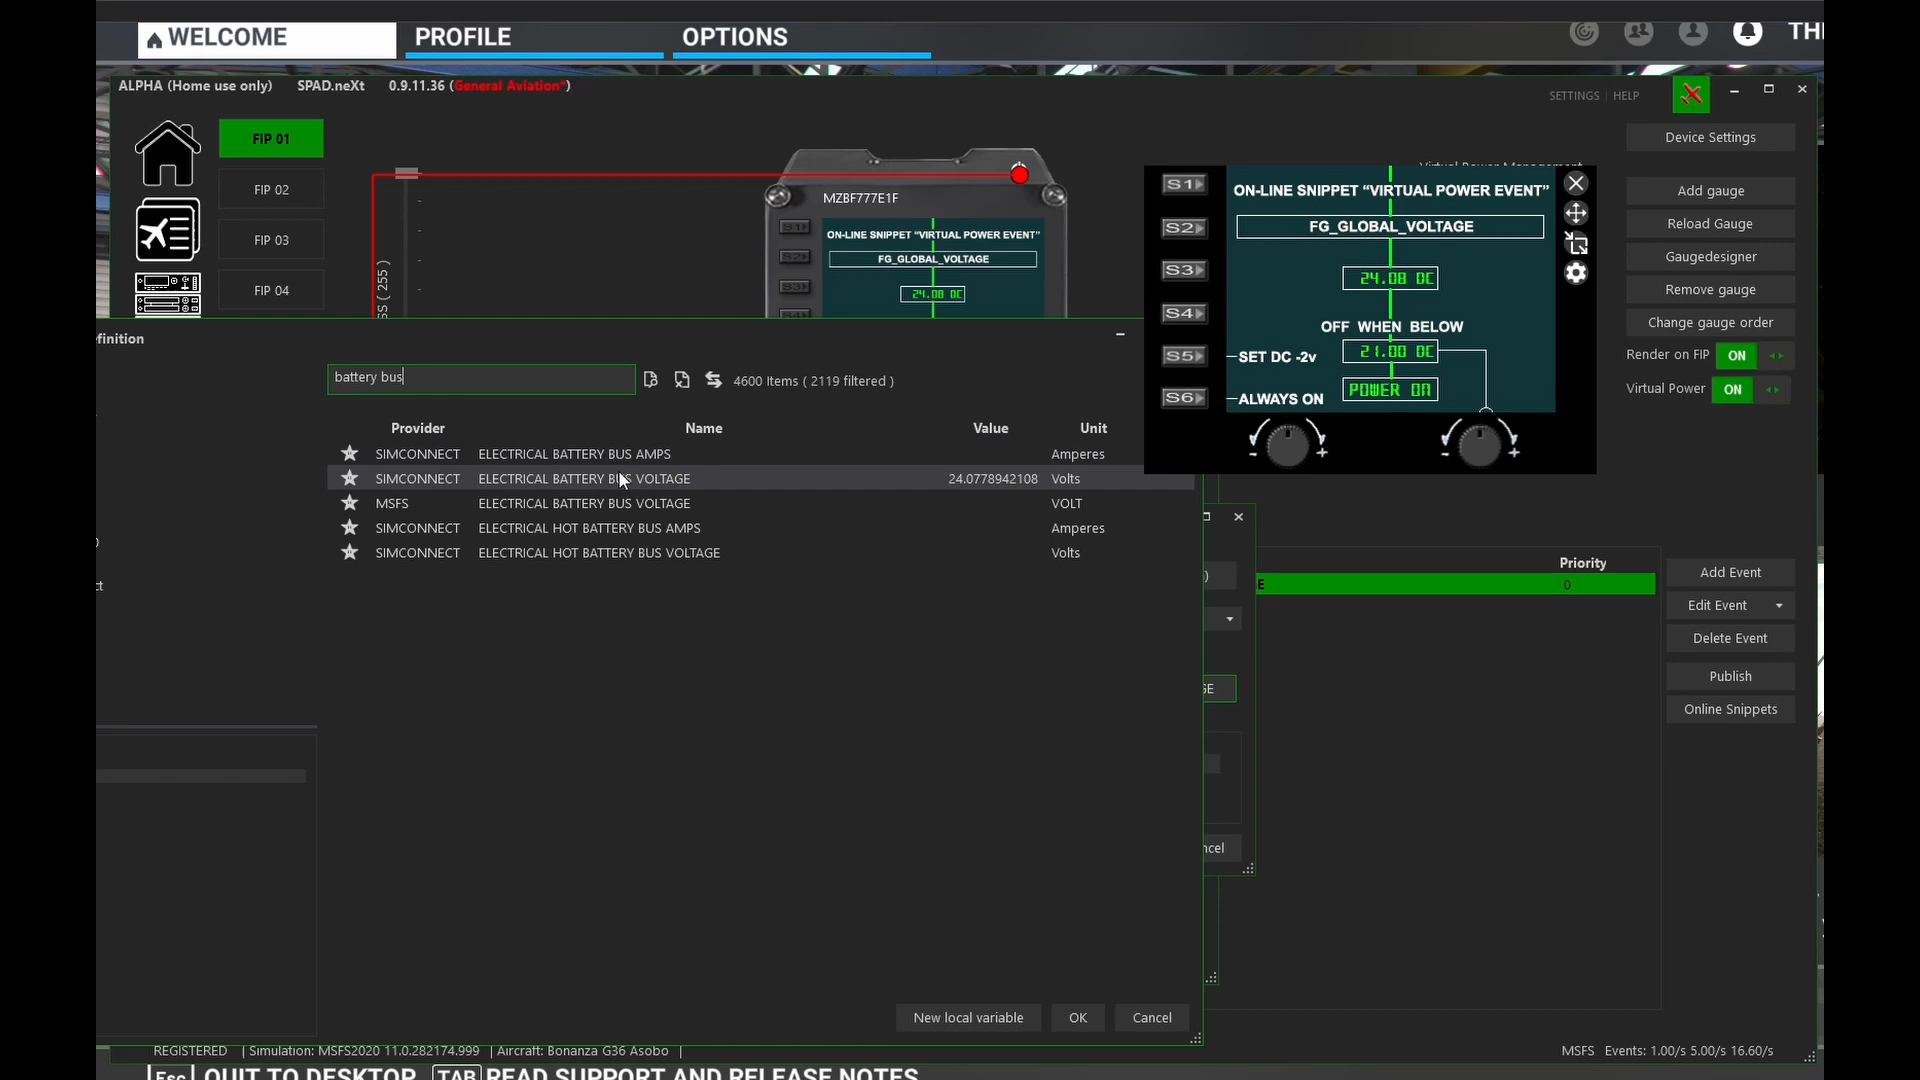 WELCOME
PROFILE
OPTIONS
ALPHA (Home use only)
SPAD.neXt
0.9.11.36 (General Aviation*)
SETTINGS | HELP
FIP 01
FIP 02
FIP 03
FIP 04
SS ( 255 )
MZBF777E1F
ON-LINE SNIPPET “VIRTUAL POWER EVENT”
FG_GLOBAL_VOLTAGE
24.08 DC
S1
S2
S3
Virtual Power Management
S1
S2
S3
S4
S5
S6
ON-LINE SNIPPET “VIRTUAL POWER EVENT”
FG_GLOBAL_VOLTAGE
24.08 DC
OFF WHEN BELOW
SET DC -2v
21.00 DC
ALWAYS ON
POWER ON
Device Settings
Add gauge
Reload Gauge
Gaugedesigner
Remove gauge
Change gauge order
Render on FIP ON
Virtual Power ON
efinition
battery bus
4600 Items ( 2119 filtered )
Provider Name Value Unit
SIMCONNECT ELECTRICAL BATTERY BUS AMPS Amperes
SIMCONNECT ELECTRICAL BATTERY BUS VOLTAGE 24.0778942108 Volts
MSFS ELECTRICAL BATTERY BUS VOLTAGE VOLT
SIMCONNECT ELECTRICAL HOT BATTERY BUS AMPS Amperes
SIMCONNECT ELECTRICAL HOT BATTERY BUS VOLTAGE Volts
ct
Priority
E 0
GE
ncel
Add Event
Edit Event
Delete Event
Publish
Online Snippets
New local variable
OK
Cancel
REGISTERED | Simulation: MSFS2020 11.0.282174.999 | Aircraft: Bonanza G36 Asobo |
MSFS Events: 1.00/s 5.00/s 16.60/s
Esc QUIT TO DESKTOP TAB READ SUPPORT AND RELEASE NOTES